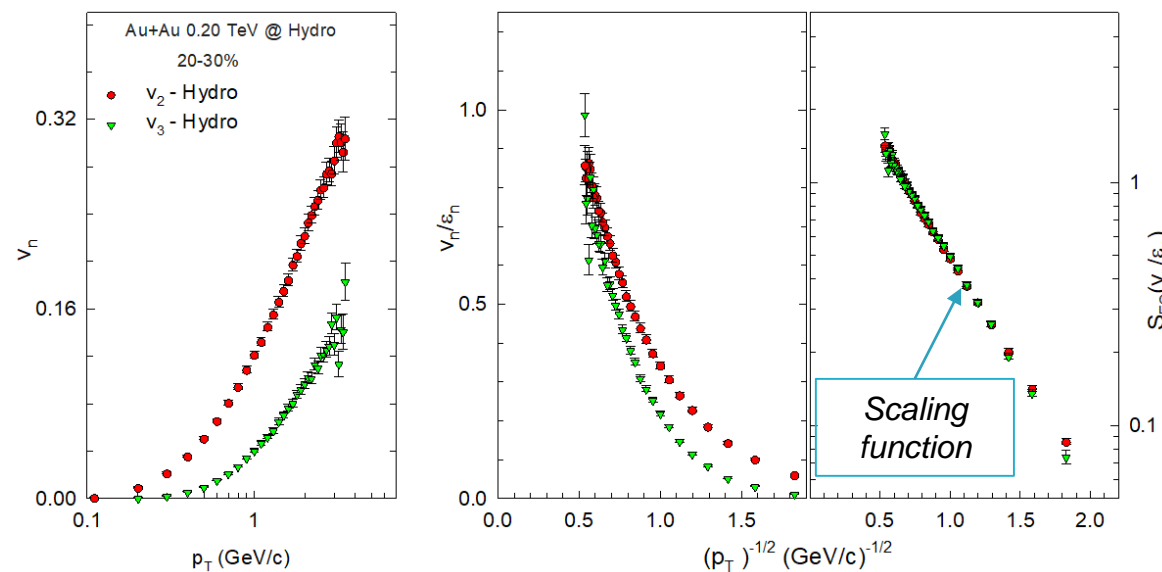 Au+Au 0.20 TeV @ Hydro
20-30%
v2 - Hydro
v3 - Hydro
0.32
0.16
0.00
vn
0.1
1
pT (GeV/c)
1.0
0.5
0.0
vn/εn
0.0
0.5
1.0
1.5
(pT)-1/2 (GeV/c)-1/2
0.5
1.0
1.5
2.0
1
0.1
Scaling
function